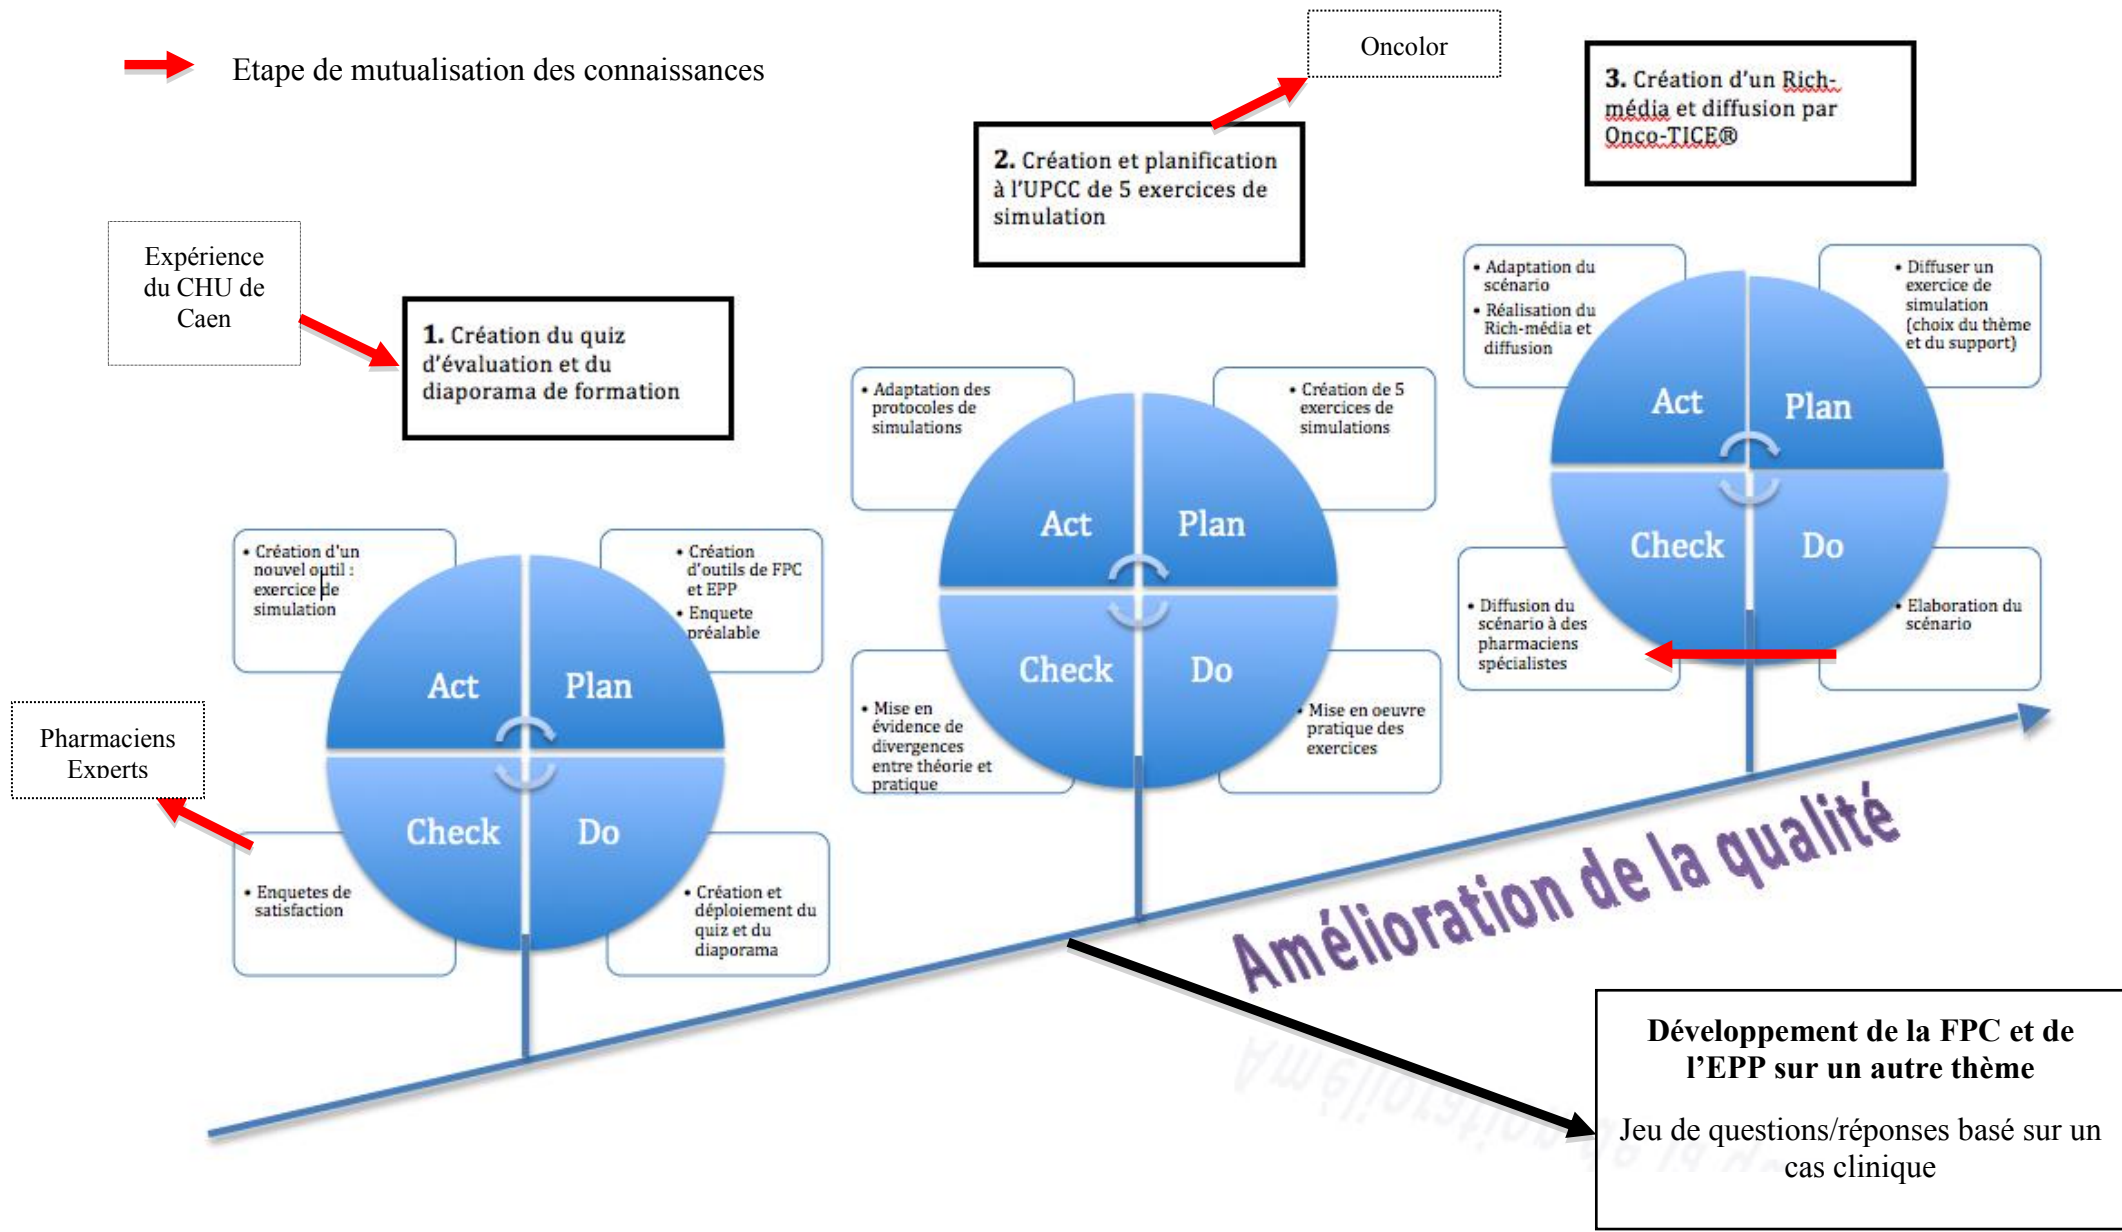 Etape de mutualisation des connaissances
Oncolor
3. Création d'un Rich-
média et diffusion par
Onco-TICE®
2. Création et planification
à l'UPCC de 5 exercices de
simulation
Expérience
du CHU de
Caen
1. Création du quiz
d'évaluation et du
diaporama de formation
• Adaptation du
scénario
• Réalisation du
Rich-média et
diffusion
• Diffuser un
exercice de
simulation
(choix du thème
et du support)
Act
Plan
Check
Do
• Diffusion du
scénario à des
pharmaciens
spécialistes
• Elaboration du
scénario
• Adaptation des
protocoles de
simulations
• Création de 5
exercices de
simulations
Act
Plan
Check
Do
• Mise en
évidence de
divergences
entre théorie et
pratique
• Mise en oeuvre
pratique des
exercices
• Création d'un
nouvel outil :
exercice de
simulation
• Création
d'outils de FPC
et EPP
• Enquete
préalable
Act
Plan
Check
Do
Pharmaciens
Experts
• Enquetes de
satisfaction
• Création et
déploiement du
quiz et du
diaporama
Amélioration de la qualité
Développement de la FPC et de
l'EPP sur un autre thème
Jeu de questions/réponses basé sur un
cas clinique